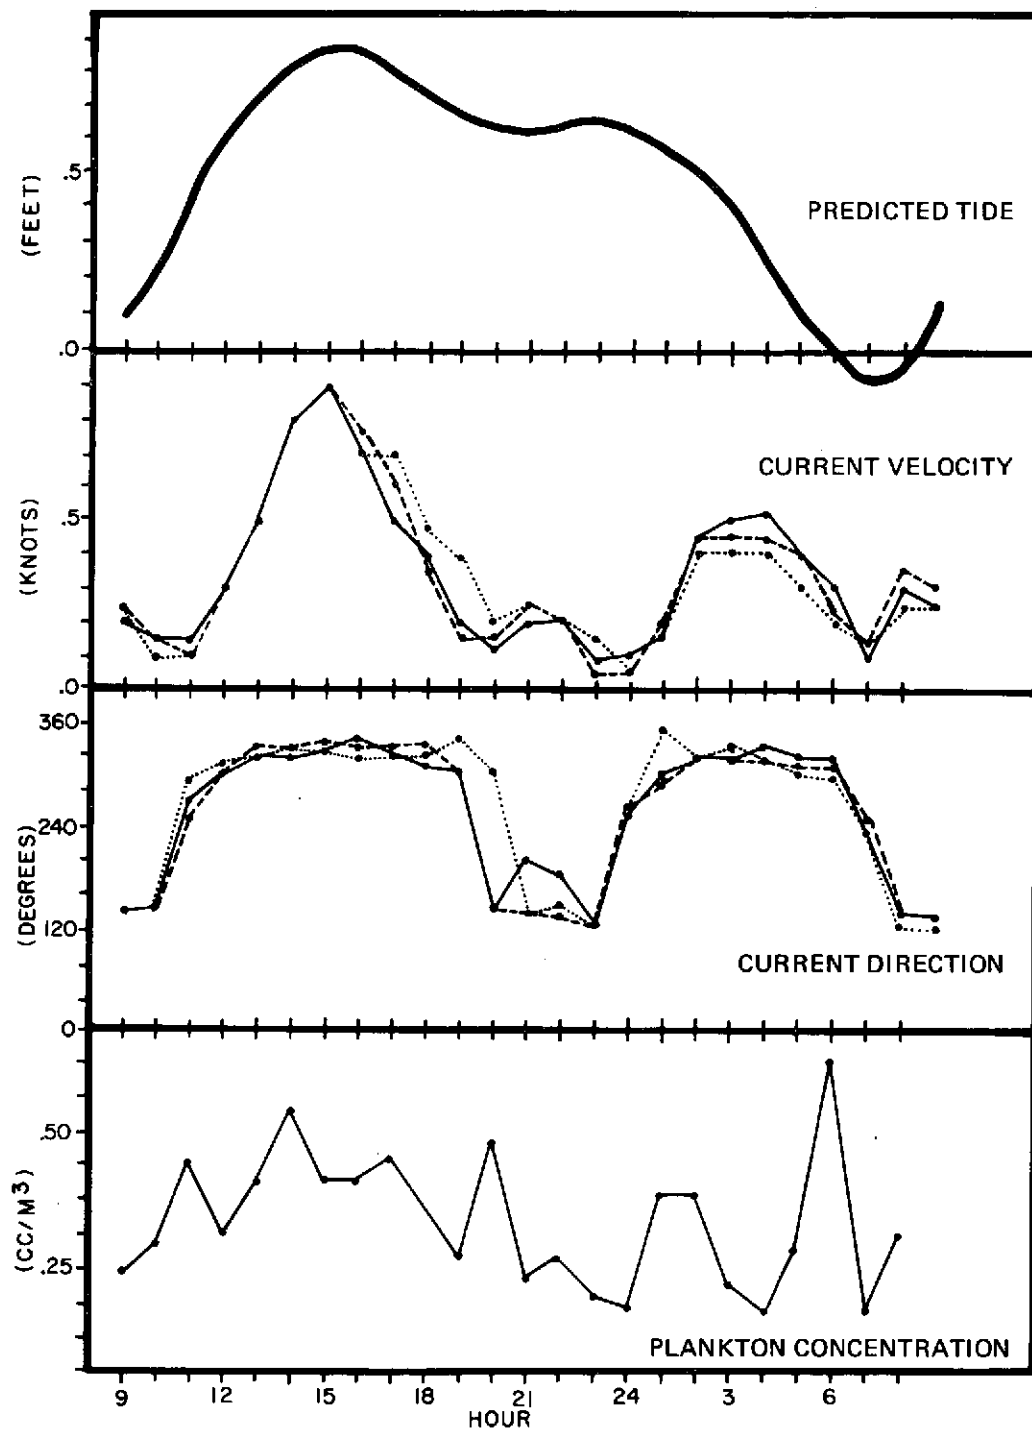 .5
(FEET)
PREDICTED TIDE
.0
CURRENT VELOCITY
.5
(KNOTS)
.0
360
240
(DEGREES)
120
CURRENT DIRECTION
0
.50
(CC/M³)
.25
PLANKTON CONCENTRATION
9 12 15 18 21 24 3 6
HOUR